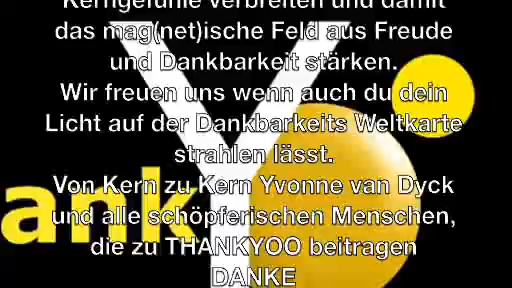 Kerngefühle verbreiten und damit
das mag(net)ische Feld aus Freude
und Dankbarkeit stärken.
Wir freuen uns wenn auch du dein
Licht auf der Dankbarkeits Weltkarte
strahlen lässt.
Von Kern zu Kern Yvonne van Dyck
und alle schöpferischen Menschen,
die zu THANKYOO beitragen
DANKE
ank
Y